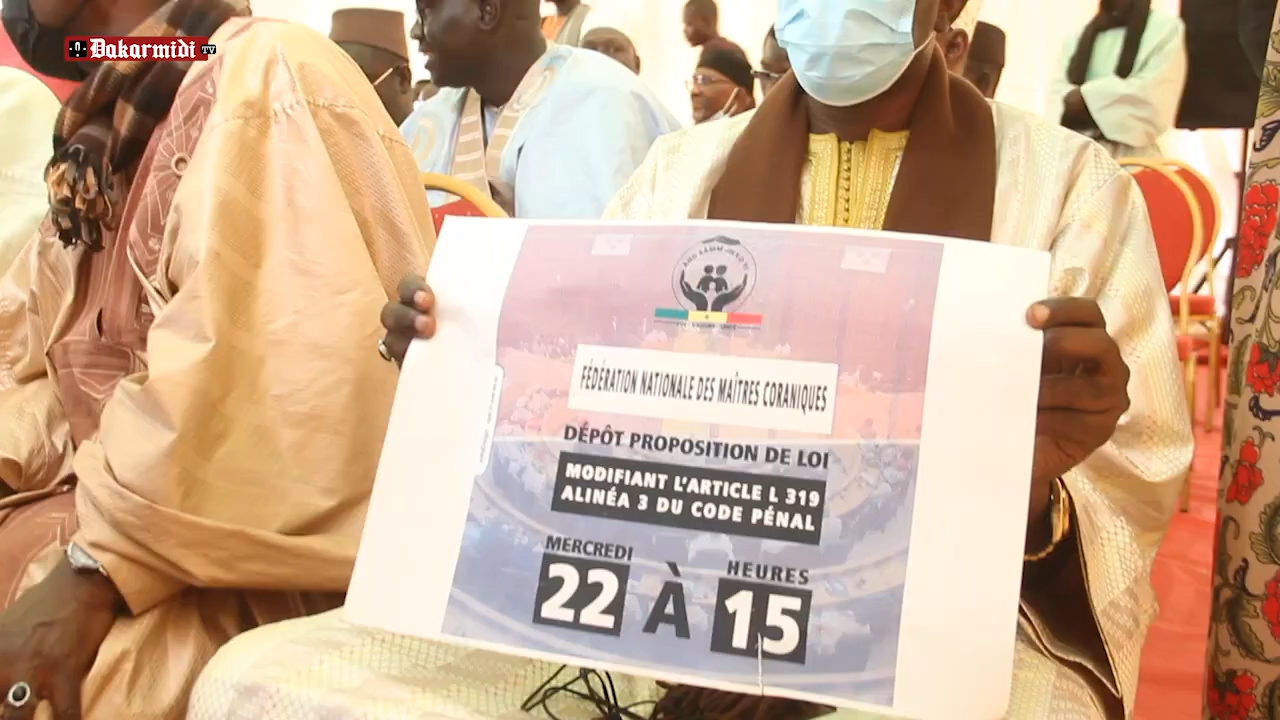 Dakarmidi TV
FÉDÉRATION NATIONALE DES MAÎTRES CORANIQUES
DÉPÔT PROPOSITION DE LOI
MODIFIANT L'ARTICLE L 319
ALINÉA 3 DU CODE PÉNAL
MERCREDI
22 À
HEURES
15